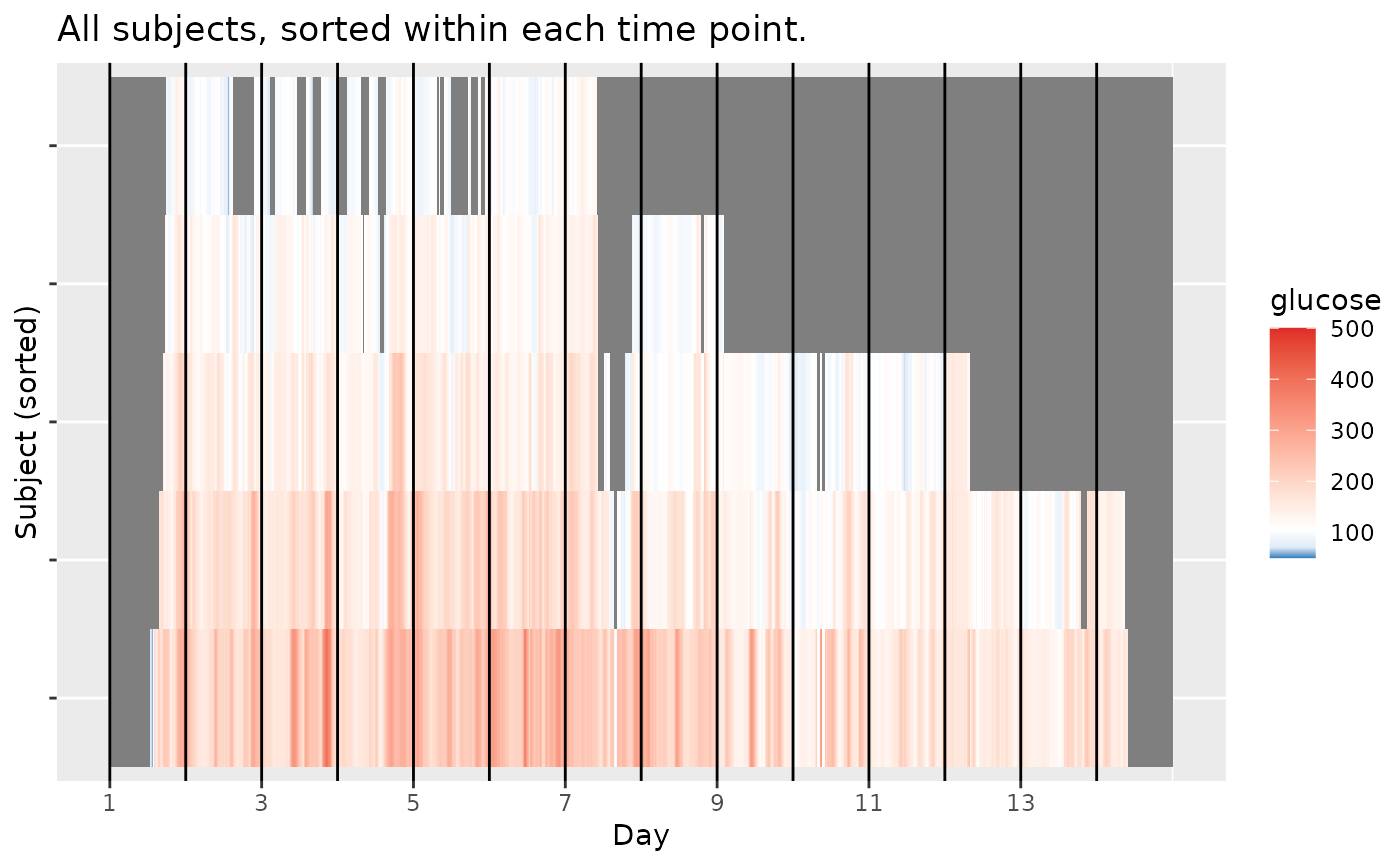 All subjects, sorted within each time point.
Subject (sorted)
glucose
500
400
300
200
100
1 3 5 7 9 11 13
Day